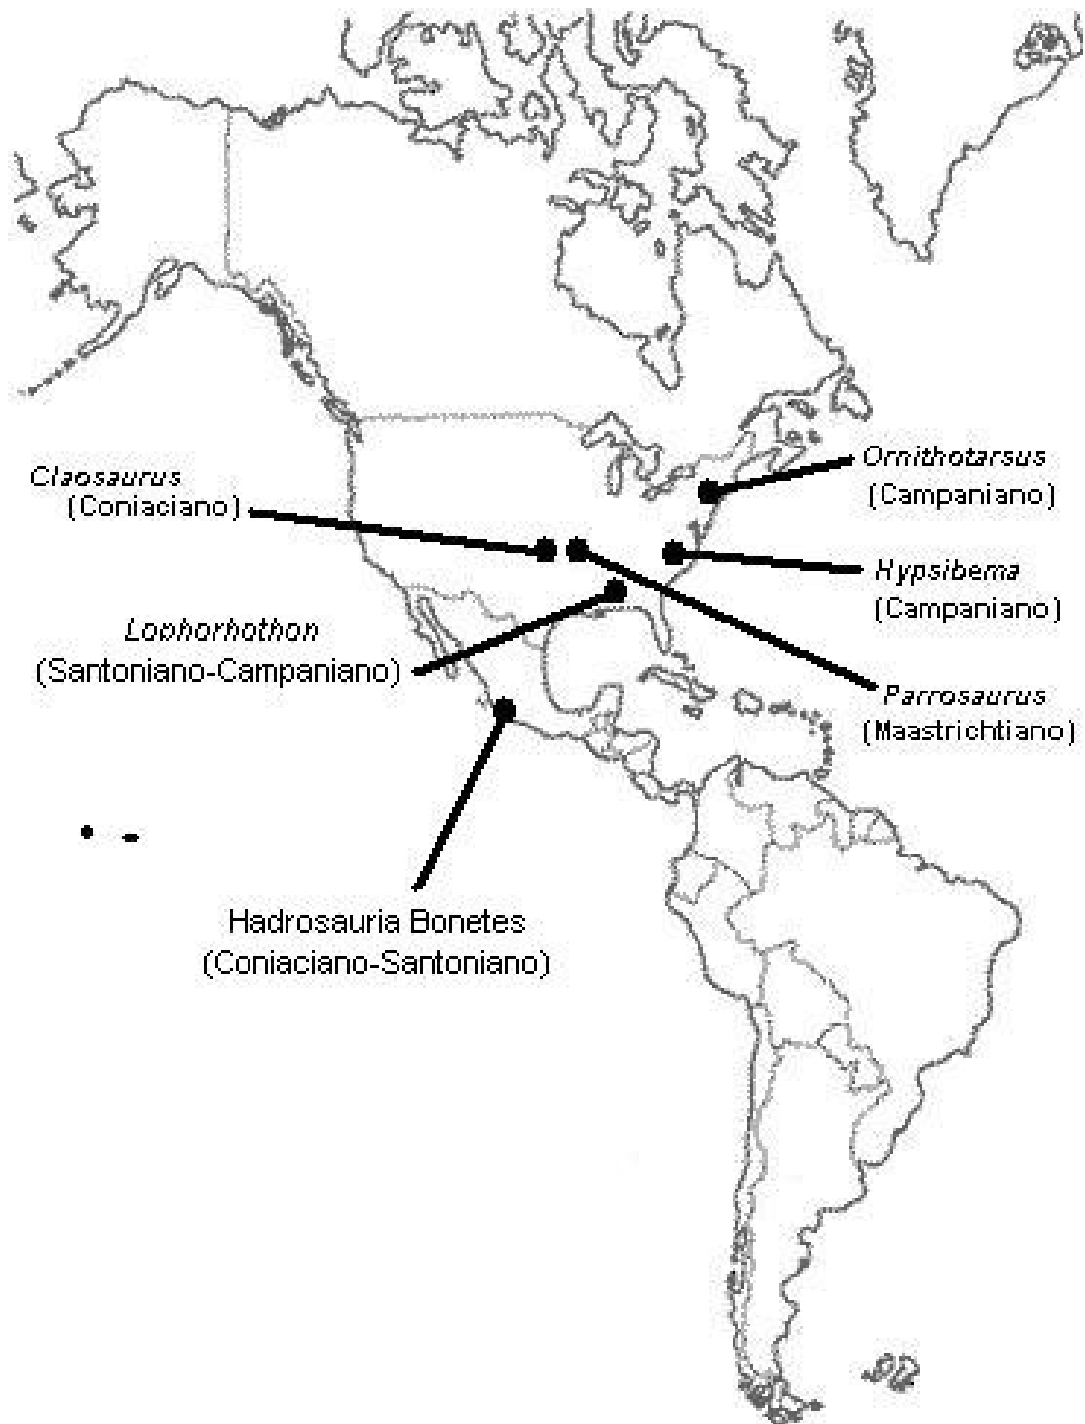 Claosaurus
(Coniaciano)
Ornithotarsus
(Campaniano)
Hypsibema
(Campaniano)
Lophorhothon
(Santoniano-Campaniano)
Parrosaurus
(Maastrichtiano)
Hadrosauria Bonetes
(Coniaciano-Santoniano)